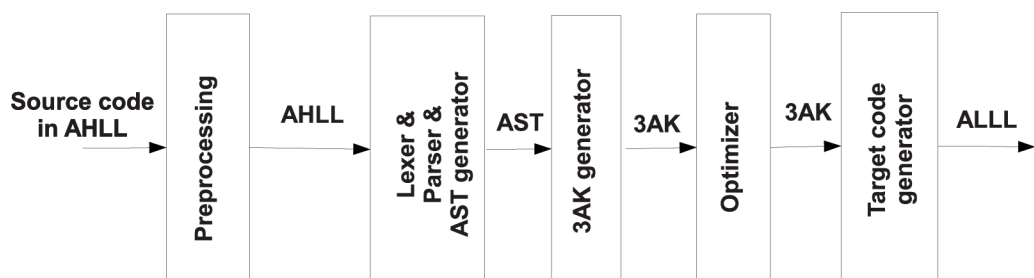 Source code
in AHLL
Preprocessing
AHLL
Lexer &
Parser &
AST generator
AST
3AK generator
3AK
Optimizer
3AK
Target code
generator
ALLL